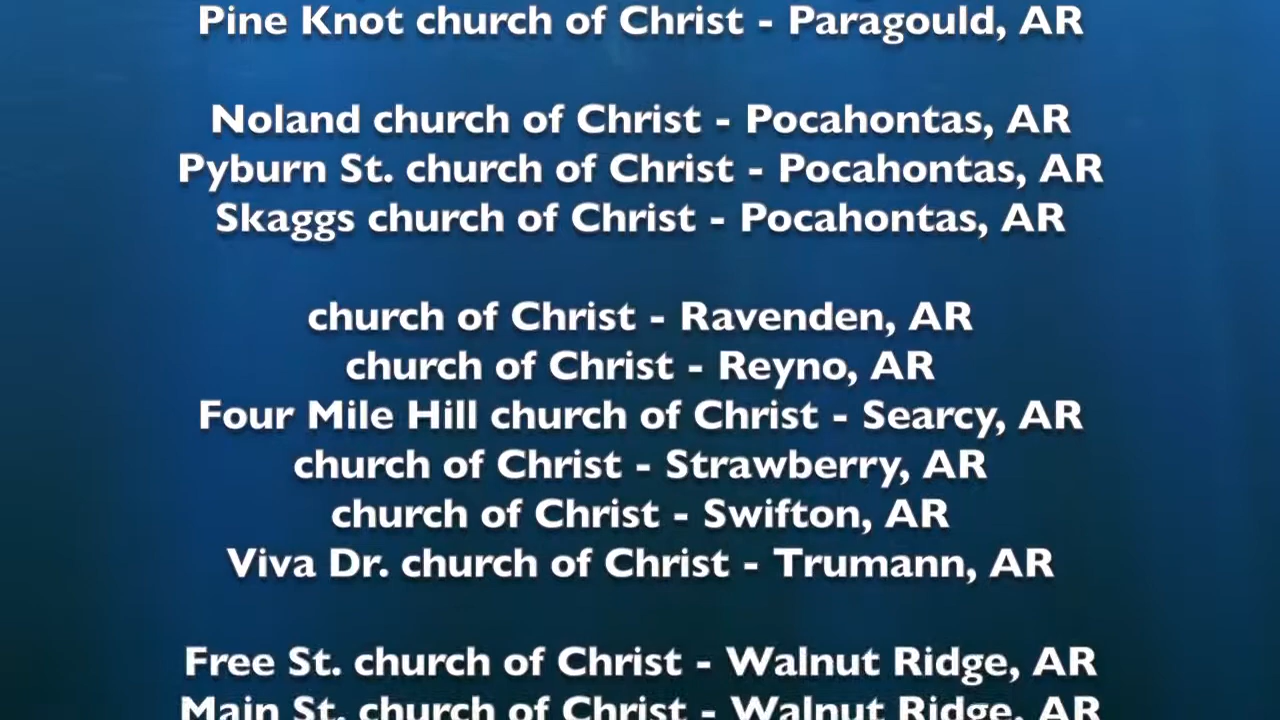 Pine Knot church of Christ - Paragould, AR
Noland church of Christ - Pocahontas, AR
Pyburn St. church of Christ - Pocahontas, AR
Skaggs church of Christ - Pocahontas, AR
church of Christ - Ravenden, AR
church of Christ - Reyno, AR
Four Mile Hill church of Christ - Searcy, AR
church of Christ - Strawberry, AR
church of Christ - Swifton, AR
Viva Dr. church of Christ - Trumann, AR
Free St. church of Christ - Walnut Ridge, AR
Main St. church of Christ - Walnut Ridge, AR